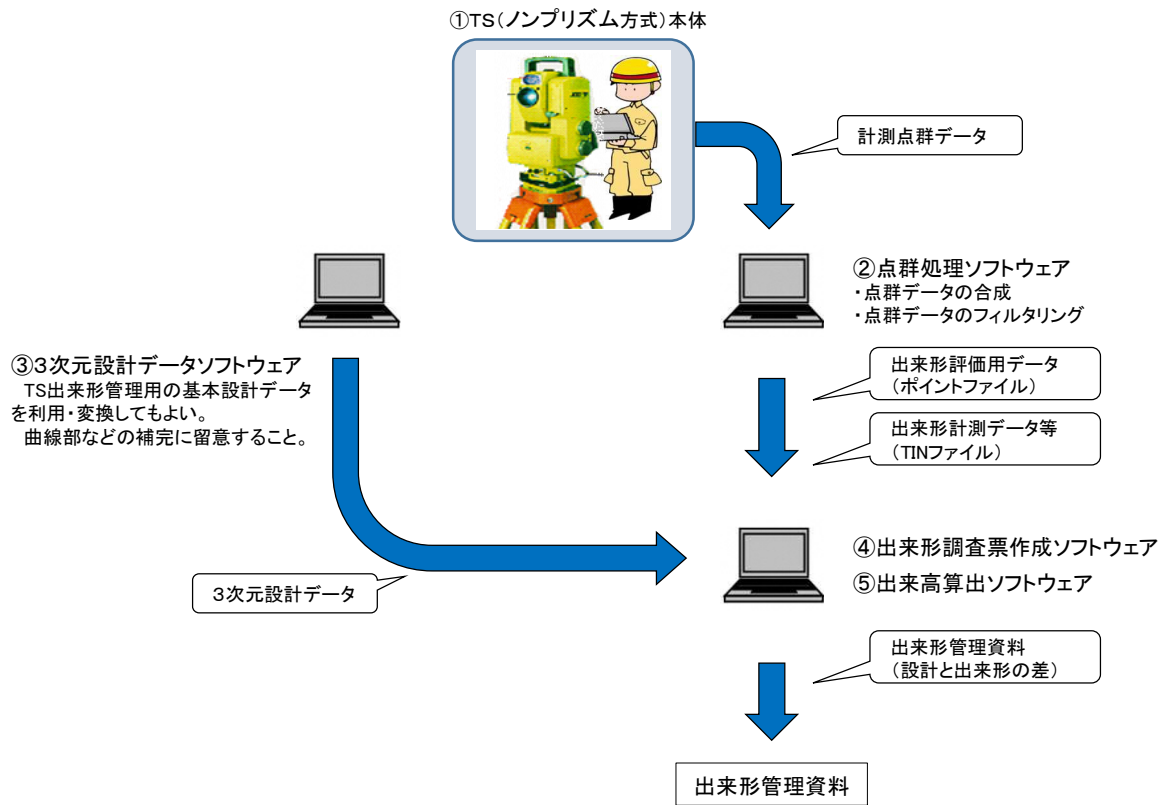 ①TS(ノンプリズム方式)本体
計測点群データ
②点群処理ソフトウェア
・点群データの合成
・点群データのフィルタリング
③3次元設計データソフトウェア
TS出来形管理用の基本設計データ
を利用・変換してもよい。
曲線部などの補完に留意すること。
出来形評価用データ
(ポイントファイル)
出来形計測データ等
(TINファイル)
3次元設計データ
④出来形調査票作成ソフトウェア
⑤出来高算出ソフトウェア
出来形管理資料
(設計と出来形の差)
出来形管理資料